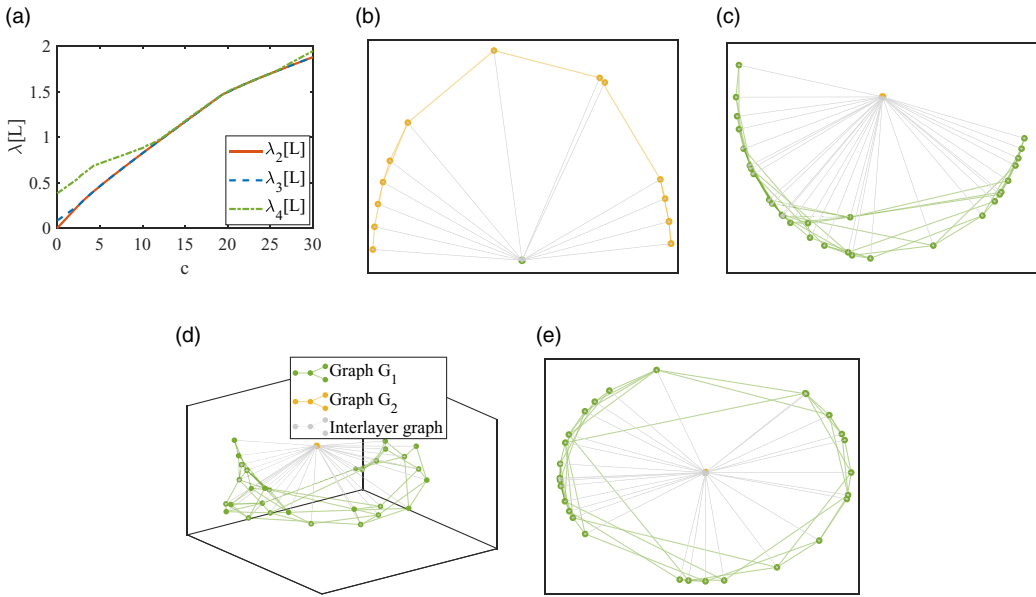 (a)
(b)
(c)
2
1.5
1
0.5
0
λ[L]
λ₂[L]
λ₃[L]
λ₄[L]
0 5 10 15 20 25 30
c
(d)
(e)
Graph G₁
Graph G₂
Interlayer graph